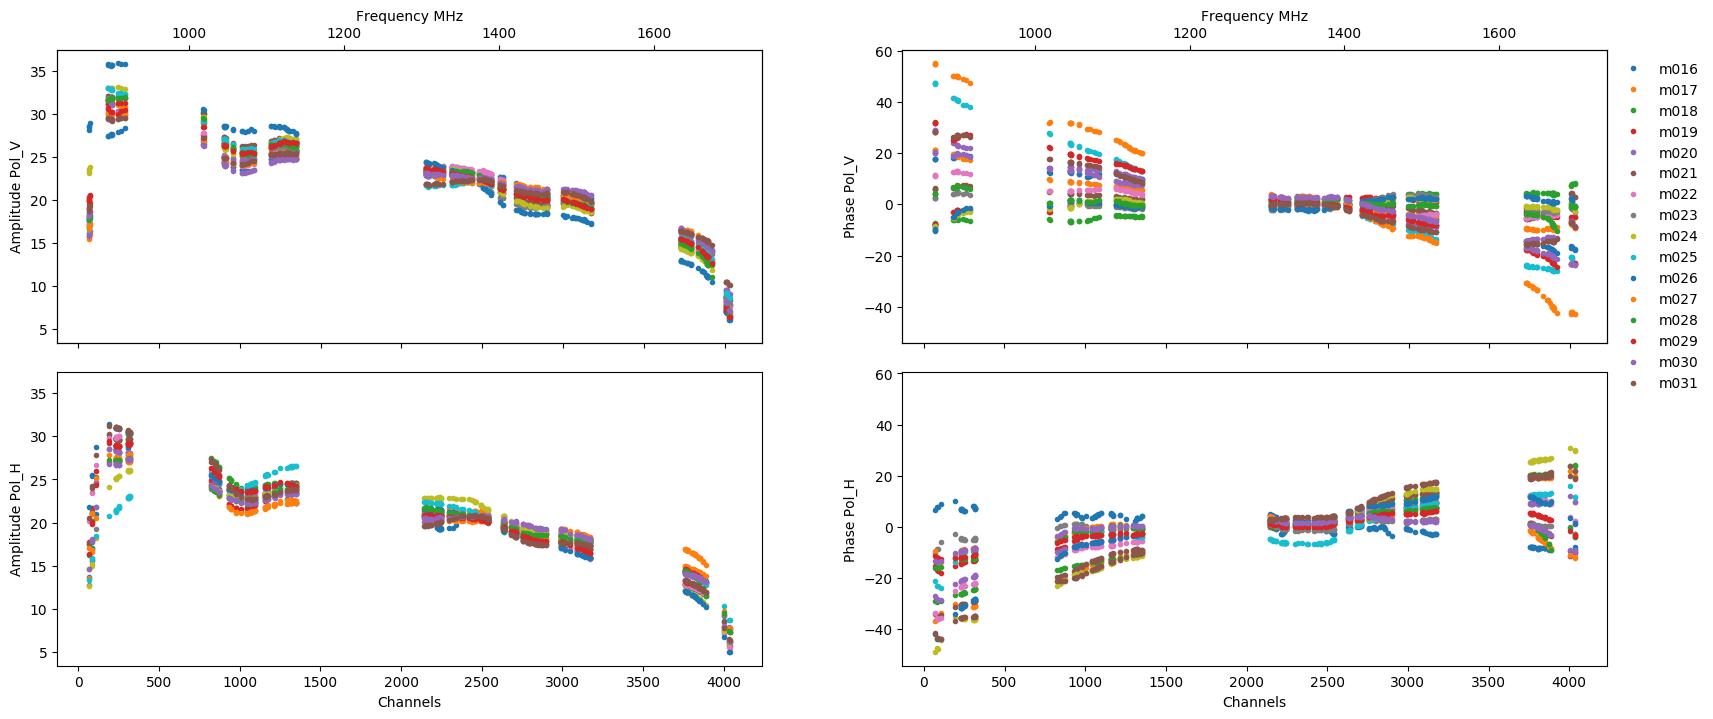 Frequency MHz
1000 1200 1400 1600
Amplitude Pol_V
35
30
25
20
15
10
5
Frequency MHz
1000 1200 1400 1600
Phase Pol_V
60
40
20
0
−20
−40
m016
m017
m018
m019
m020
m021
m022
m023
m024
m025
m026
m027
m028
m029
m030
m031
Amplitude Pol_H
35
30
25
20
15
10
5
0 500 1000 1500 2000 2500 3000 3500 4000
Channels
Phase Pol_H
60
40
20
0
−20
−40
0 500 1000 1500 2000 2500 3000 3500 4000
Channels